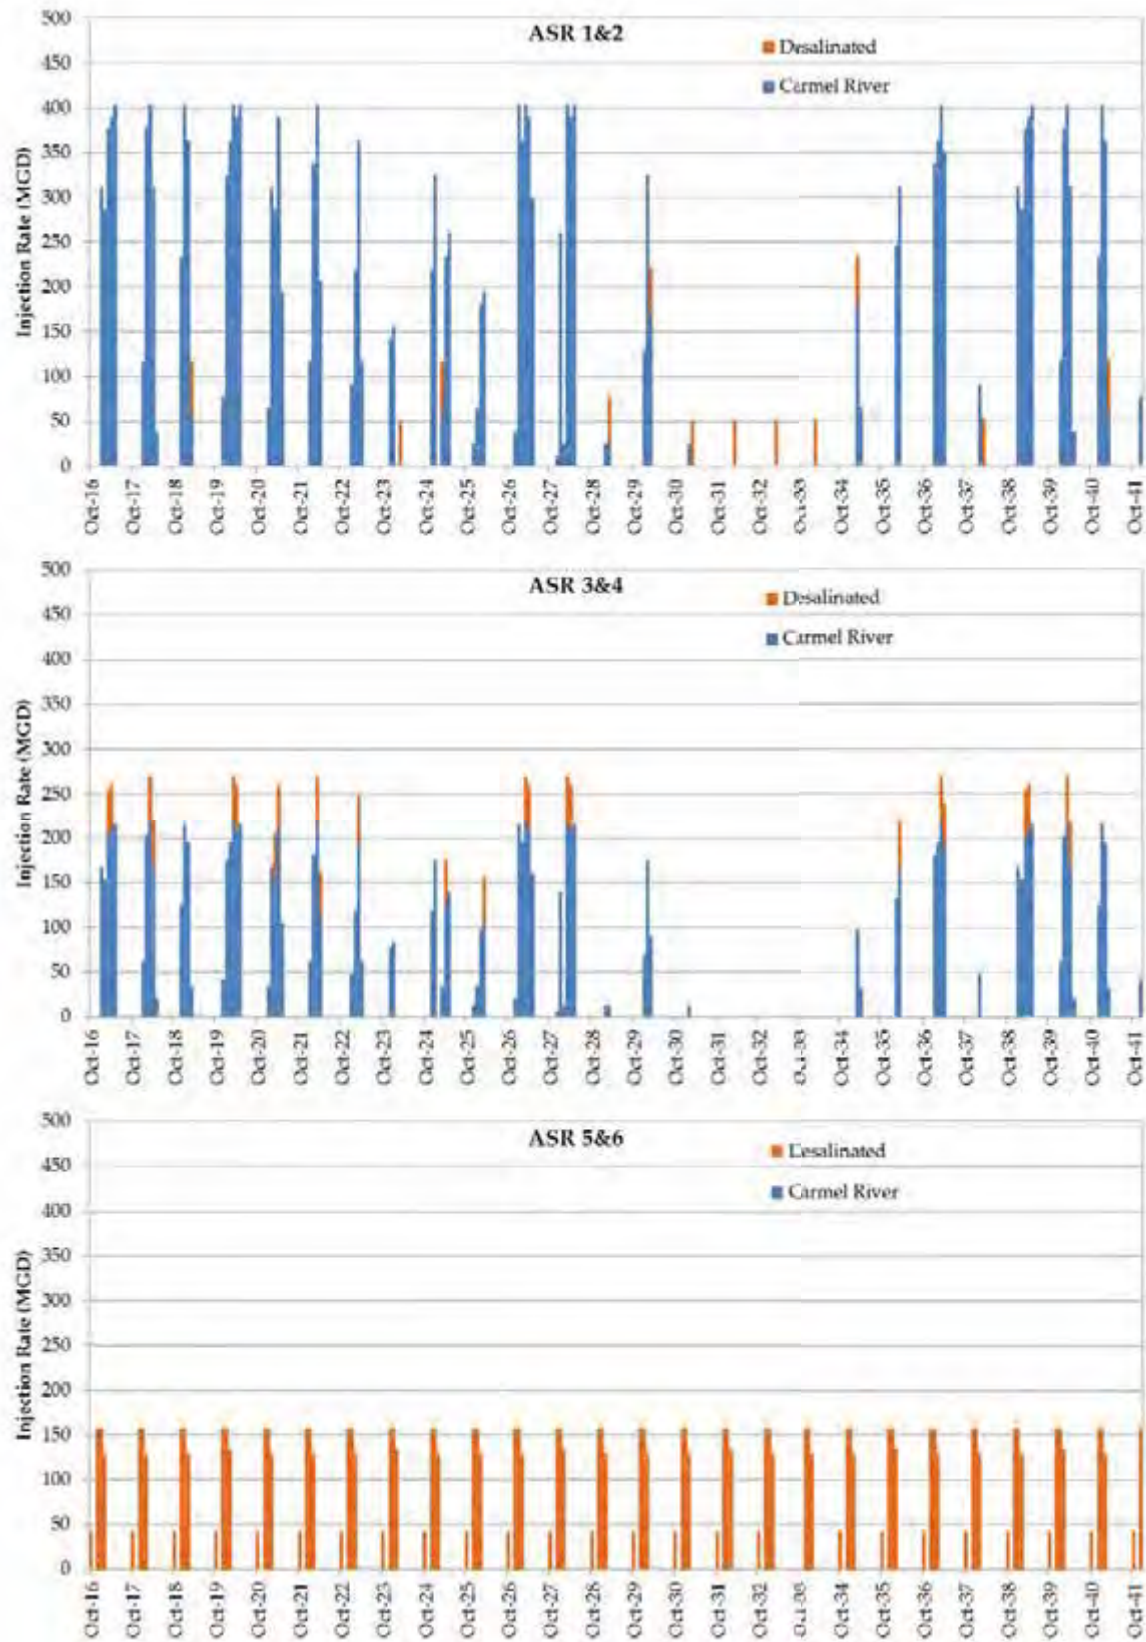 ASR 1&2
Desalinated
Carmel River
Injection Rate (MGD)
500
450
400
350
300
250
200
150
100
50
0
Oct-16
Oct-17
Oct-18
Oct-19
Oct-20
Oct-21
Oct-22
Oct-23
Oct-24
Oct-25
Oct-26
Oct-27
Oct-28
Oct-29
Oct-30
Oct-31
Oct-32
Oct-33
Oct-34
Oct-35
Oct-36
Oct-37
Oct-38
Oct-39
Oct-40
Oct-41
ASR 3&4
Desalinated
Carmel River
Injection Rate (MGD)
500
450
400
350
300
250
200
150
100
50
0
Oct-16
Oct-17
Oct-18
Oct-19
Oct-20
Oct-21
Oct-22
Oct-23
Oct-24
Oct-25
Oct-26
Oct-27
Oct-28
Oct-29
Oct-30
Oct-31
Oct-32
Oct-33
Oct-34
Oct-35
Oct-36
Oct-37
Oct-38
Oct-39
Oct-40
Oct-41
ASR 5&6
Desalinated
Carmel River
Injection Rate (MGD)
500
450
400
350
300
250
200
150
100
50
0
Oct-16
Oct-17
Oct-18
Oct-19
Oct-20
Oct-21
Oct-22
Oct-23
Oct-24
Oct-25
Oct-26
Oct-27
Oct-28
Oct-29
Oct-30
Oct-31
Oct-32
Oct-33
Oct-34
Oct-35
Oct-36
Oct-37
Oct-38
Oct-39
Oct-40
Oct-41